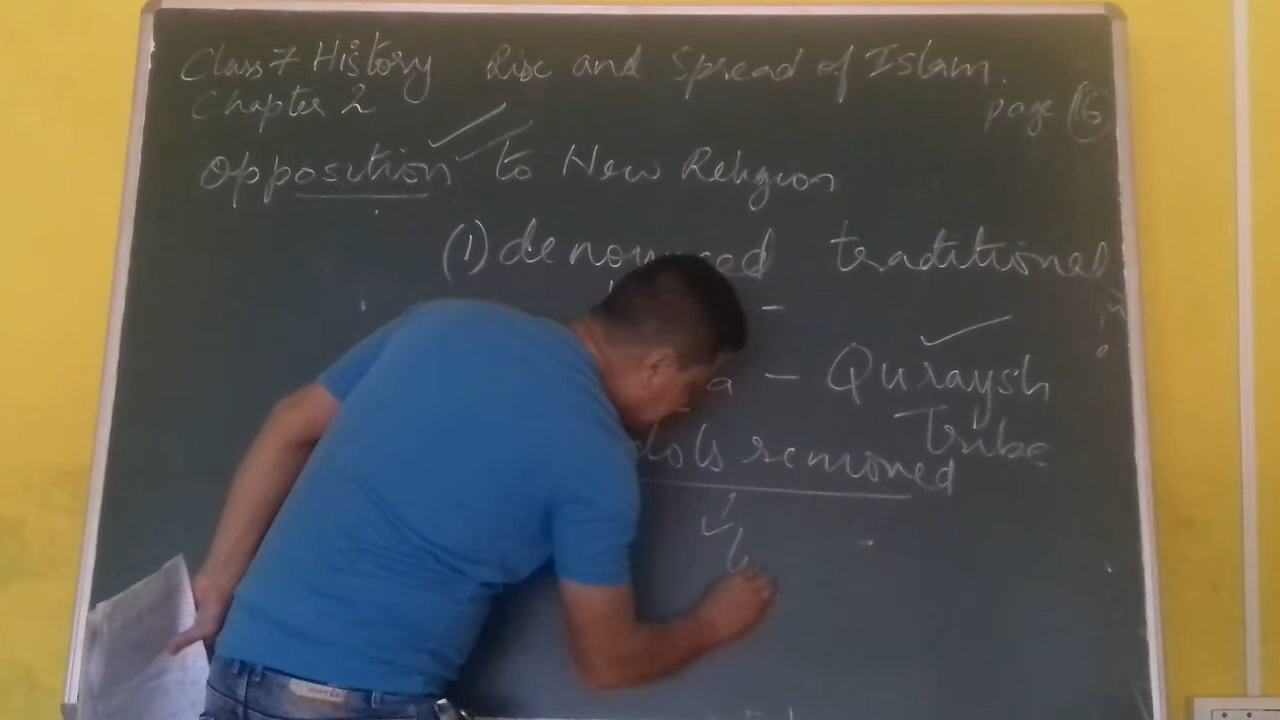 Class 7 History Rise and Spread of Islam.
Chapter 2 page 16
Opposition to New Religion
(1) denounced traditional
a - Quraysh
Tribe
idols removed